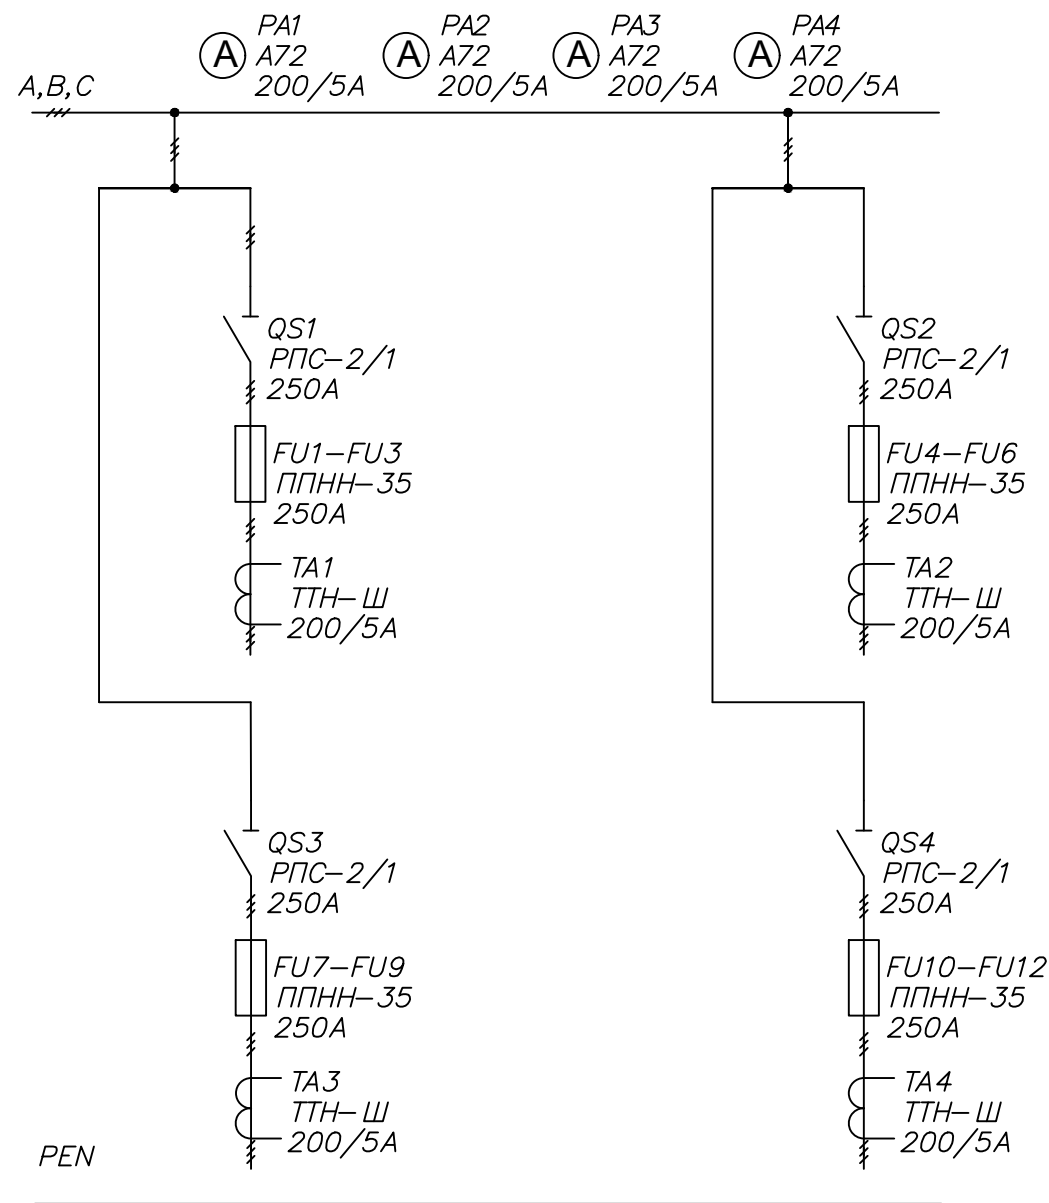 PA1
A72
200/5A
A
PA2
A72
200/5A
A
PA3
A72
200/5A
A
PA4
A72
200/5A
A
A,B,C
QS1
РПС-2/1
250А
QS2
РПС-2/1
250А
FU1-FU3
ППНН-35
250А
FU4-FU6
ППНН-35
250А
TA1
ТТН-Ш
200/5А
TA2
ТТН-Ш
200/5А
QS3
РПС-2/1
250А
QS4
РПС-2/1
250А
FU7-FU9
ППНН-35
250А
FU10-FU12
ППНН-35
250А
TA3
ТТН-Ш
200/5А
TA4
ТТН-Ш
200/5А
PEN